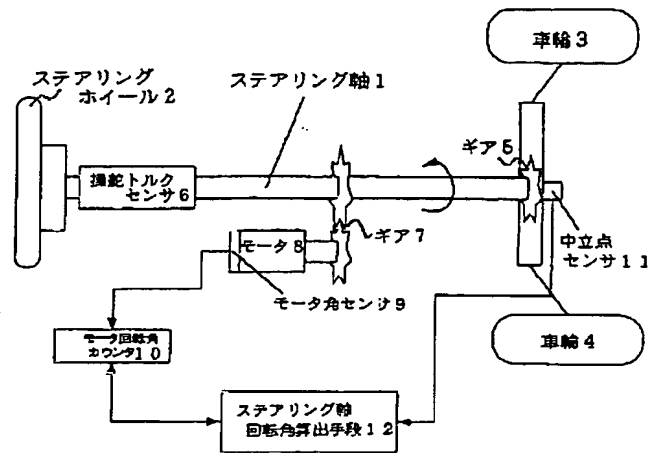 車輪3
ステアリング
ホイール2
ステアリング軸1
ギア5
操舵トルク
センサ6
ギア7
モータ8
中立点
センサ11
モータ角センサ9
モータ回転角
カウンタ10
車輪4
ステアリング軸
回転角算出手段12